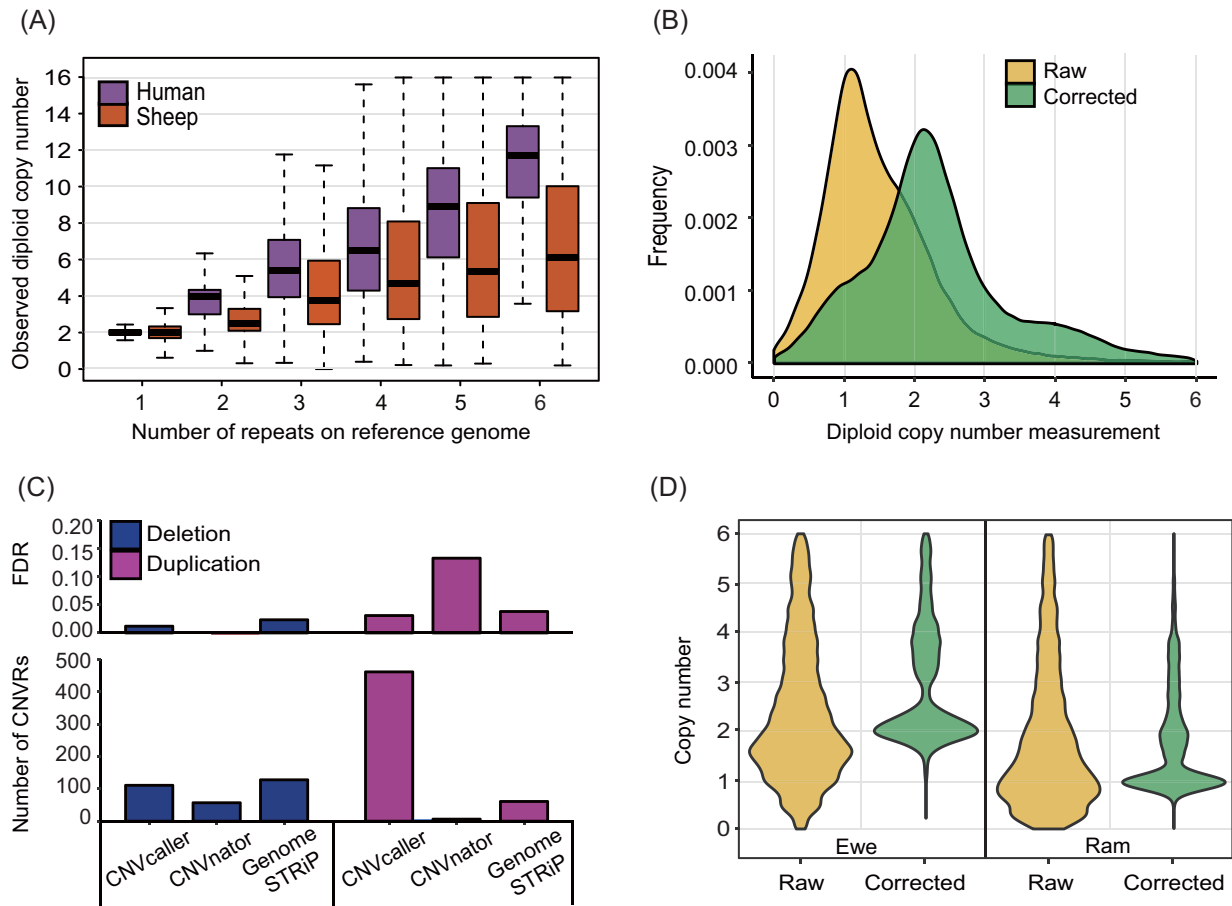 (A)
Observed diploid copy number
16
14
12
10
8
6
4
2
0
Human
Sheep
1 2 3 4 5 6
Number of repeats on reference genome
(B)
Frequency
0.004
0.003
0.002
0.001
0.000
Raw
Corrected
0 1 2 3 4 5 6
Diploid copy number measurement
(C)
FDR
0.20
0.15
0.10
0.05
0.00
Deletion
Duplication
Number of CNVRs
500
400
300
200
100
0
CNVcaller CNVnator Genome STRiP CNVcaller CNVnator Genome STRiP
(D)
Copy number
6
5
4
3
2
1
0
Ewe Ram
Raw Corrected Raw Corrected